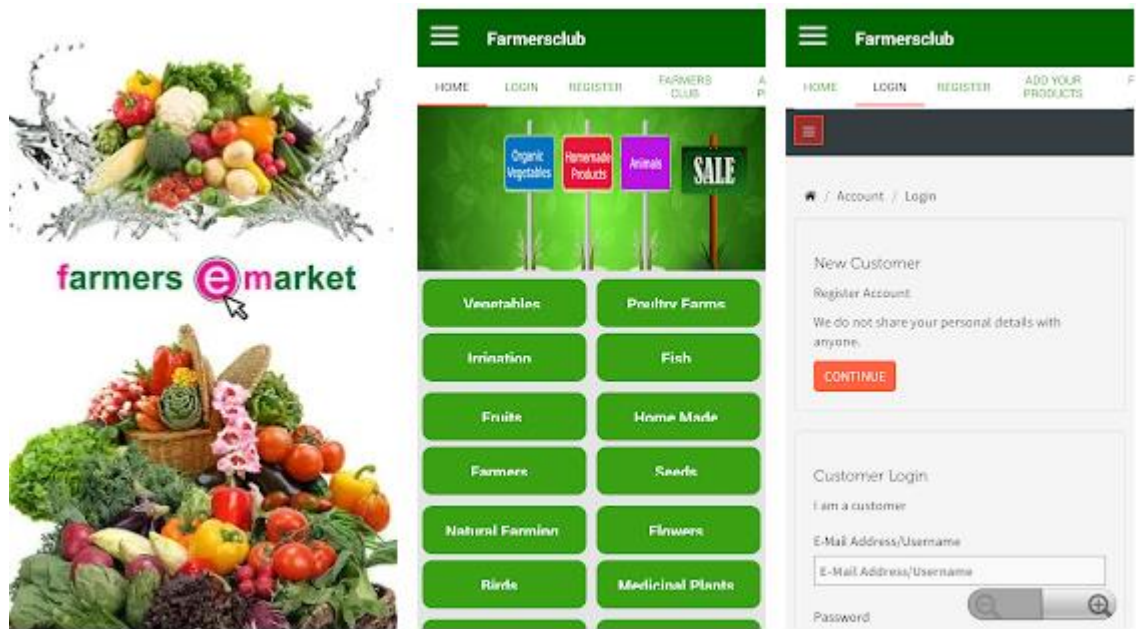 farmers e market
Farmersclub
HOME LOGIN REGISTER FARMERS CLUB
Organic Vegetables
Homemade Products
Animals
SALE
Vegetables Poultry Farms
Irrigation Fish
Fruits Home Made
Farmers Seeds
Natural Farming Flowers
Birds Medicinal Plants
Farmersclub
HOME LOGIN REGISTER ADD YOUR PRODUCTS
/ Account / Login
New Customer
Register Account
We do not share your personal details with
anyone.
CONTINUE
Customer Login
I am a customer
E-Mail Address/Username
E-Mail Address/Username
Password